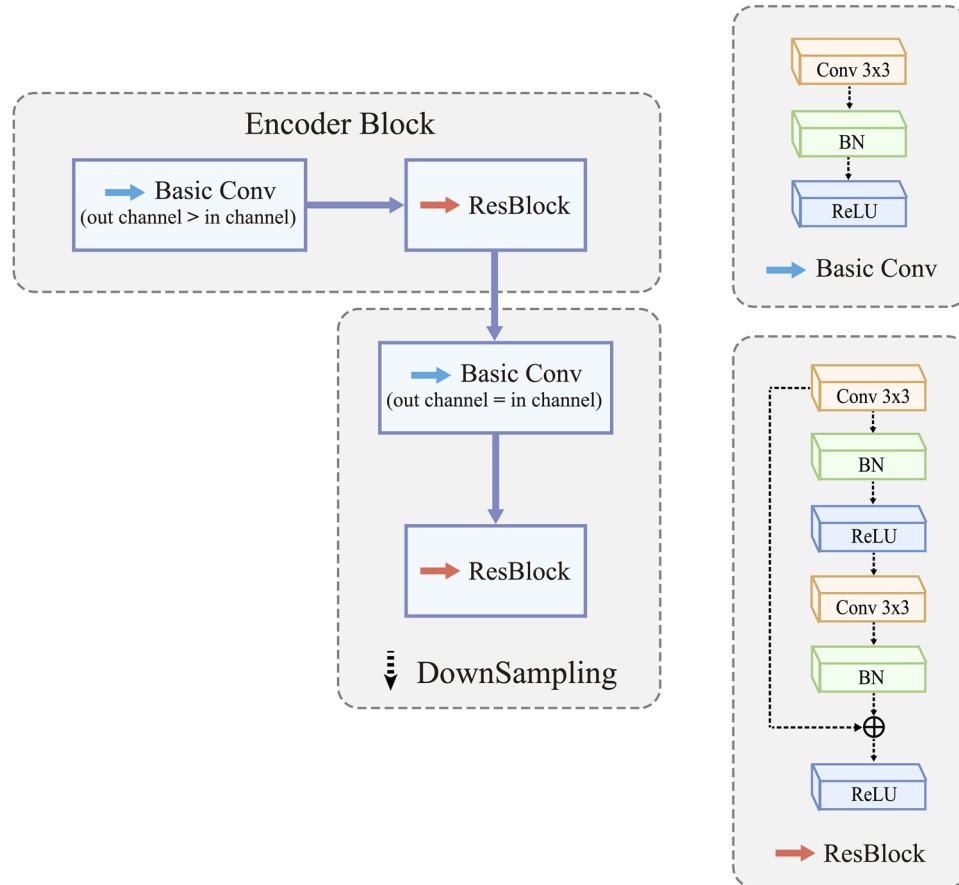 Encoder Block
Basic Conv
(out channel > in channel)
ResBlock
Basic Conv
(out channel = in channel)
ResBlock
DownSampling
Conv 3x3
BN
ReLU
Basic Conv
Conv 3x3
BN
ReLU
Conv 3x3
BN
ReLU
ResBlock